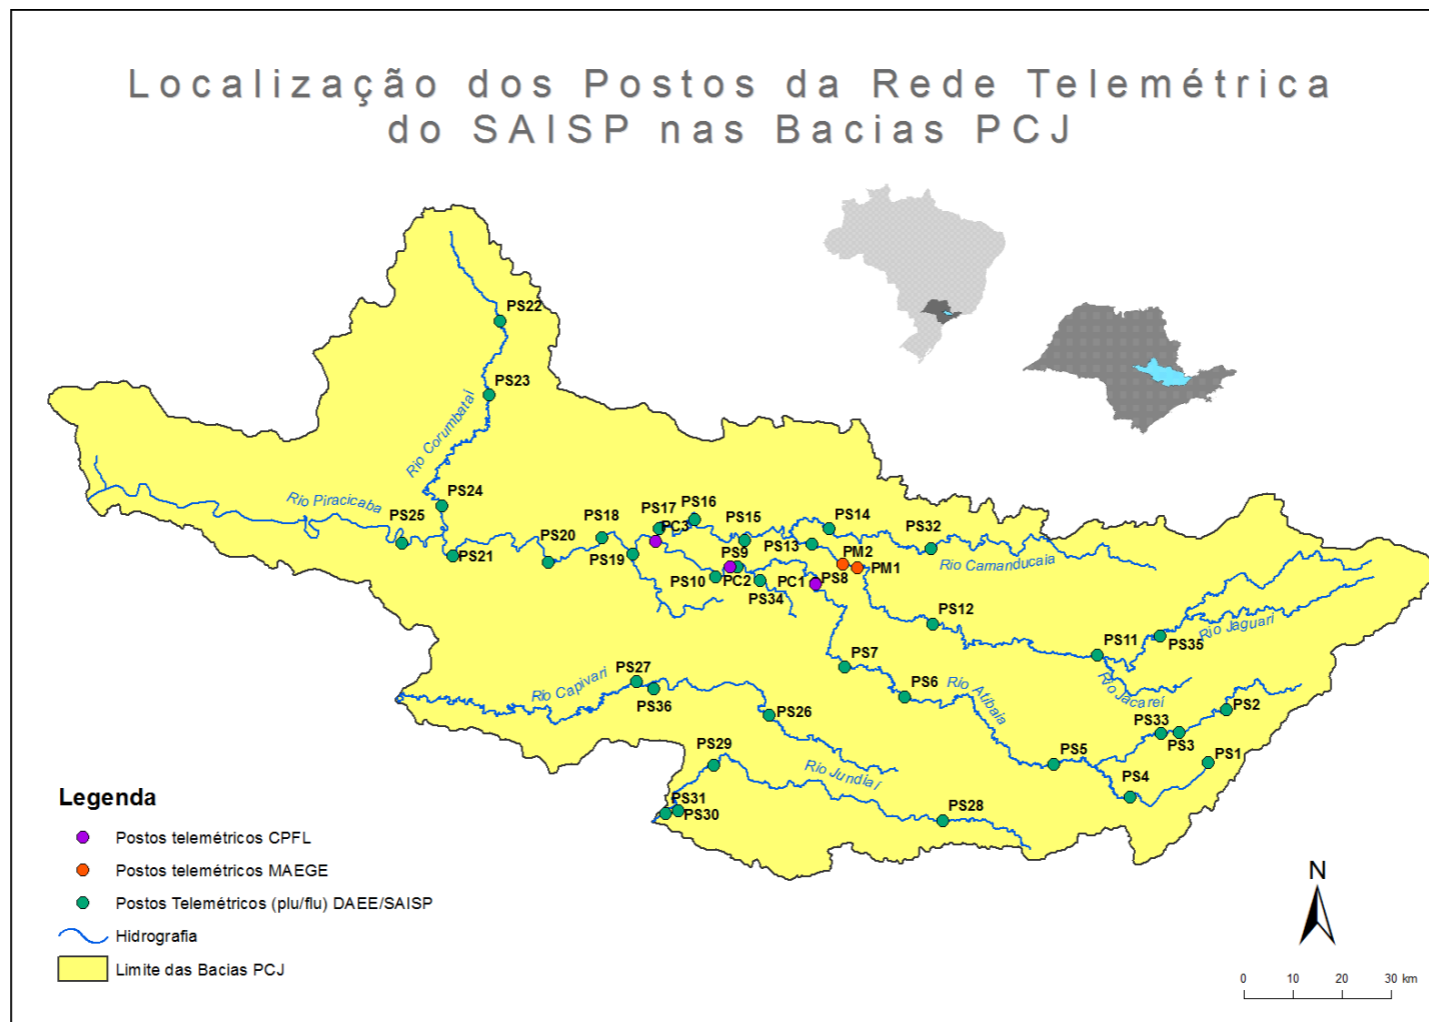 Localização dos Postos da Rede Telemétrica
do SAISP nas Bacias PCJ
PS22
PS23
Rio Corumbataí
PS24
Rio Piracicaba
PS25
PS21
PS20
PS18
PS19
PS17
PC3
PS16
PS15
PS14
PS13
PS32
Rio Camanducaia
PM2
PM1
PS9
PS10
PC2
PS34
PC1
PS8
PS12
PS11
PS35
Rio Jaguari
Rio Jacareí
PS7
PS6
Rio Atibaia
PS2
PS33
PS3
PS1
PS5
PS4
PS27
Rio Capivari
PS36
PS26
PS29
Rio Jundiaí
PS31
PS30
PS28
Legenda
Postos telemétricos CPFL
Postos telemétricos MAEGE
Postos Telemétricos (plu/flu) DAEE/SAISP
Hidrografia
Limite das Bacias PCJ
N
0 10 20 30 km